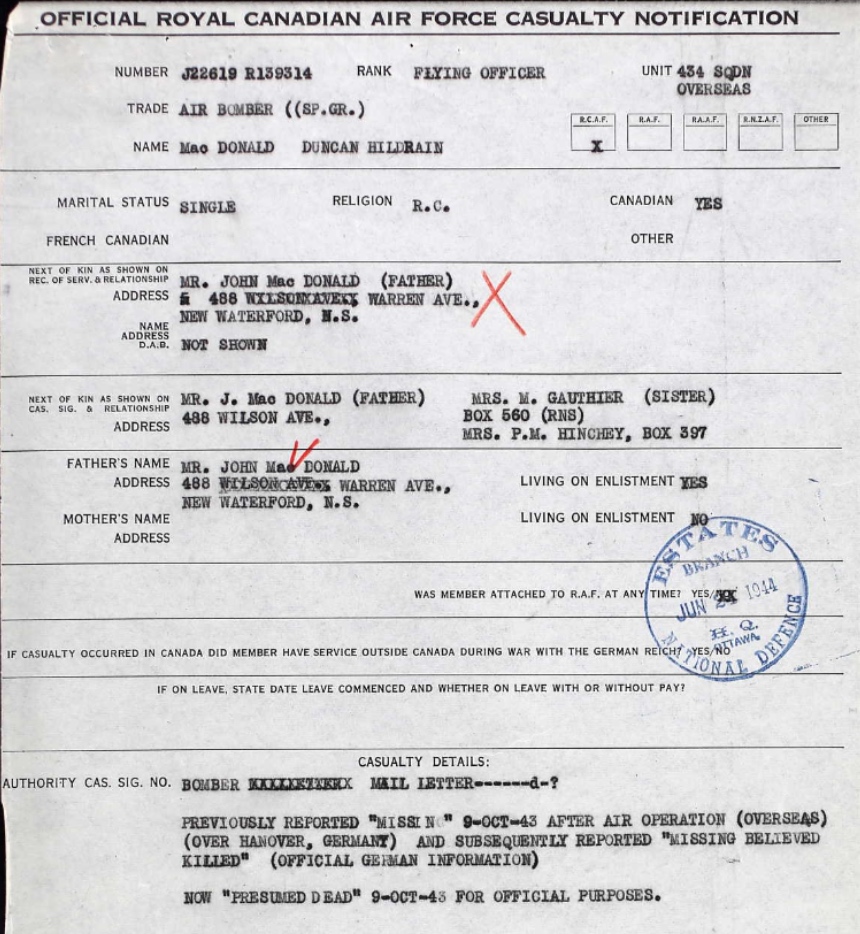 OFFICIAL ROYAL CANADIAN AIR FORCE CASUALTY NOTIFICATION
NUMBER J22619 R139314 RANK FLYING OFFICER UNIT 434 SQDN
OVERSEAS
TRADE AIR BOMBER ((SP.GR.)
R.C.A.F. R.A.F. R.A.A.F. R.N.Z.A.F. OTHER
NAME Mac DONALD DUNCAN HILDRAIN X
MARITAL STATUS SINGLE RELIGION R.C. CANADIAN YES
FRENCH CANADIAN OTHER
NEXT OF KIN AS SHOWN ON
REC. OF SERV. & RELATIONSHIP MR. JOHN Mac DONALD (FATHER)
ADDRESS 488 WILSON AVE. WARREN AVE.,
NEW WATERFORD, N.S.
NAME
ADDRESS
D.A.B. NOT SHOWN
NEXT OF KIN AS SHOWN ON
CAS. SIG. & RELATIONSHIP MR. J. Mac DONALD (FATHER) MRS. M. GAUTHIER (SISTER)
ADDRESS 488 WILSON AVE., BOX 560 (RNS)
MRS. P.M. HINCHEY, BOX 397
FATHER'S NAME MR. JOHN Mac DONALD
ADDRESS 488 WILSON AVE. WARREN AVE., LIVING ON ENLISTMENT YES
NEW WATERFORD, N.S.
MOTHER'S NAME LIVING ON ENLISTMENT NO
ADDRESS
WAS MEMBER ATTACHED TO R.A.F. AT ANY TIME? YES/
ESTATES
BRANCH
JUN 1944
H. Q.
OTTAWA
NATIONAL DEFENCE
IF CASUALTY OCCURRED IN CANADA DID MEMBER HAVE SERVICE OUTSIDE CANADA DURING WAR WITH THE GERMAN REICH? YES/NO
IF ON LEAVE, STATE DATE LEAVE COMMENCED AND WHETHER ON LEAVE WITH OR WITHOUT PAY?
CASUALTY DETAILS:
AUTHORITY CAS. SIG. NO. BOMBER MAIL LETTER------d-?
PREVIOUSLY REPORTED "MISSING" 9-OCT-43 AFTER AIR OPERATION (OVERSEAS)
(OVER HANOVER, GERMANY) AND SUBSEQUENTLY REPORTED "MISSING BELIEVED
KILLED" (OFFICIAL GERMAN INFORMATION)
NOW "PRESUMED DEAD" 9-OCT-43 FOR OFFICIAL PURPOSES.